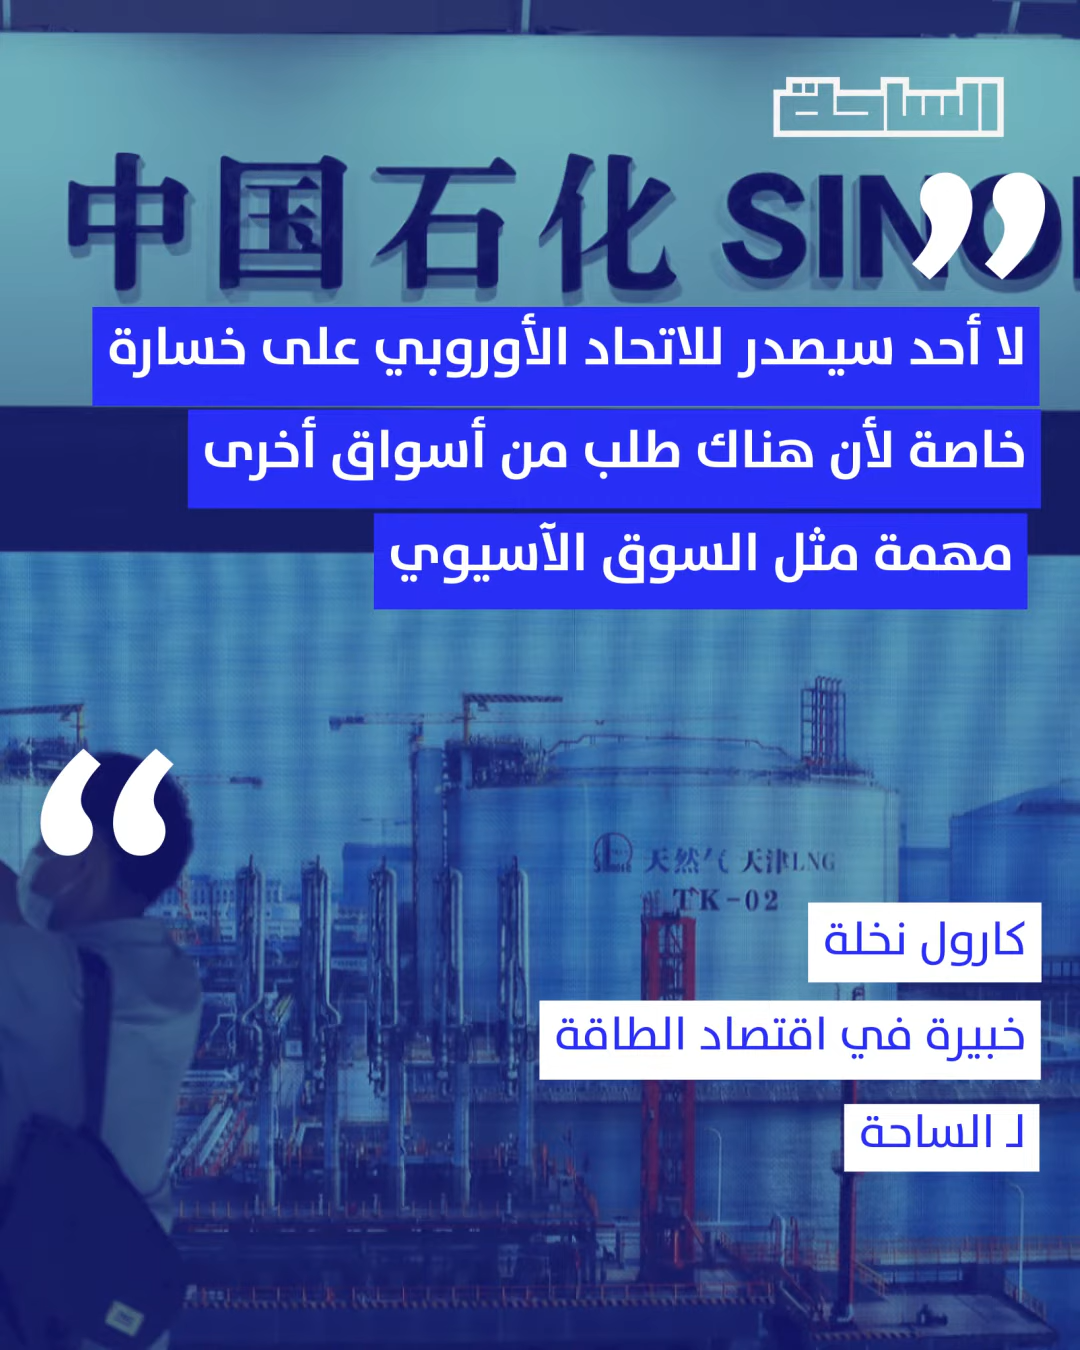 الساحة
中国石化 SINO
لا أحد سيصدر للاتحاد الأوروبي على خسارة
خاصة لأن هناك طلب من أسواق أخرى
مهمة مثل السوق الآسيوي
天然气 天津LNG
TK-02
كارول نخلة
خبيرة في اقتصاد الطاقة
لـ الساحة